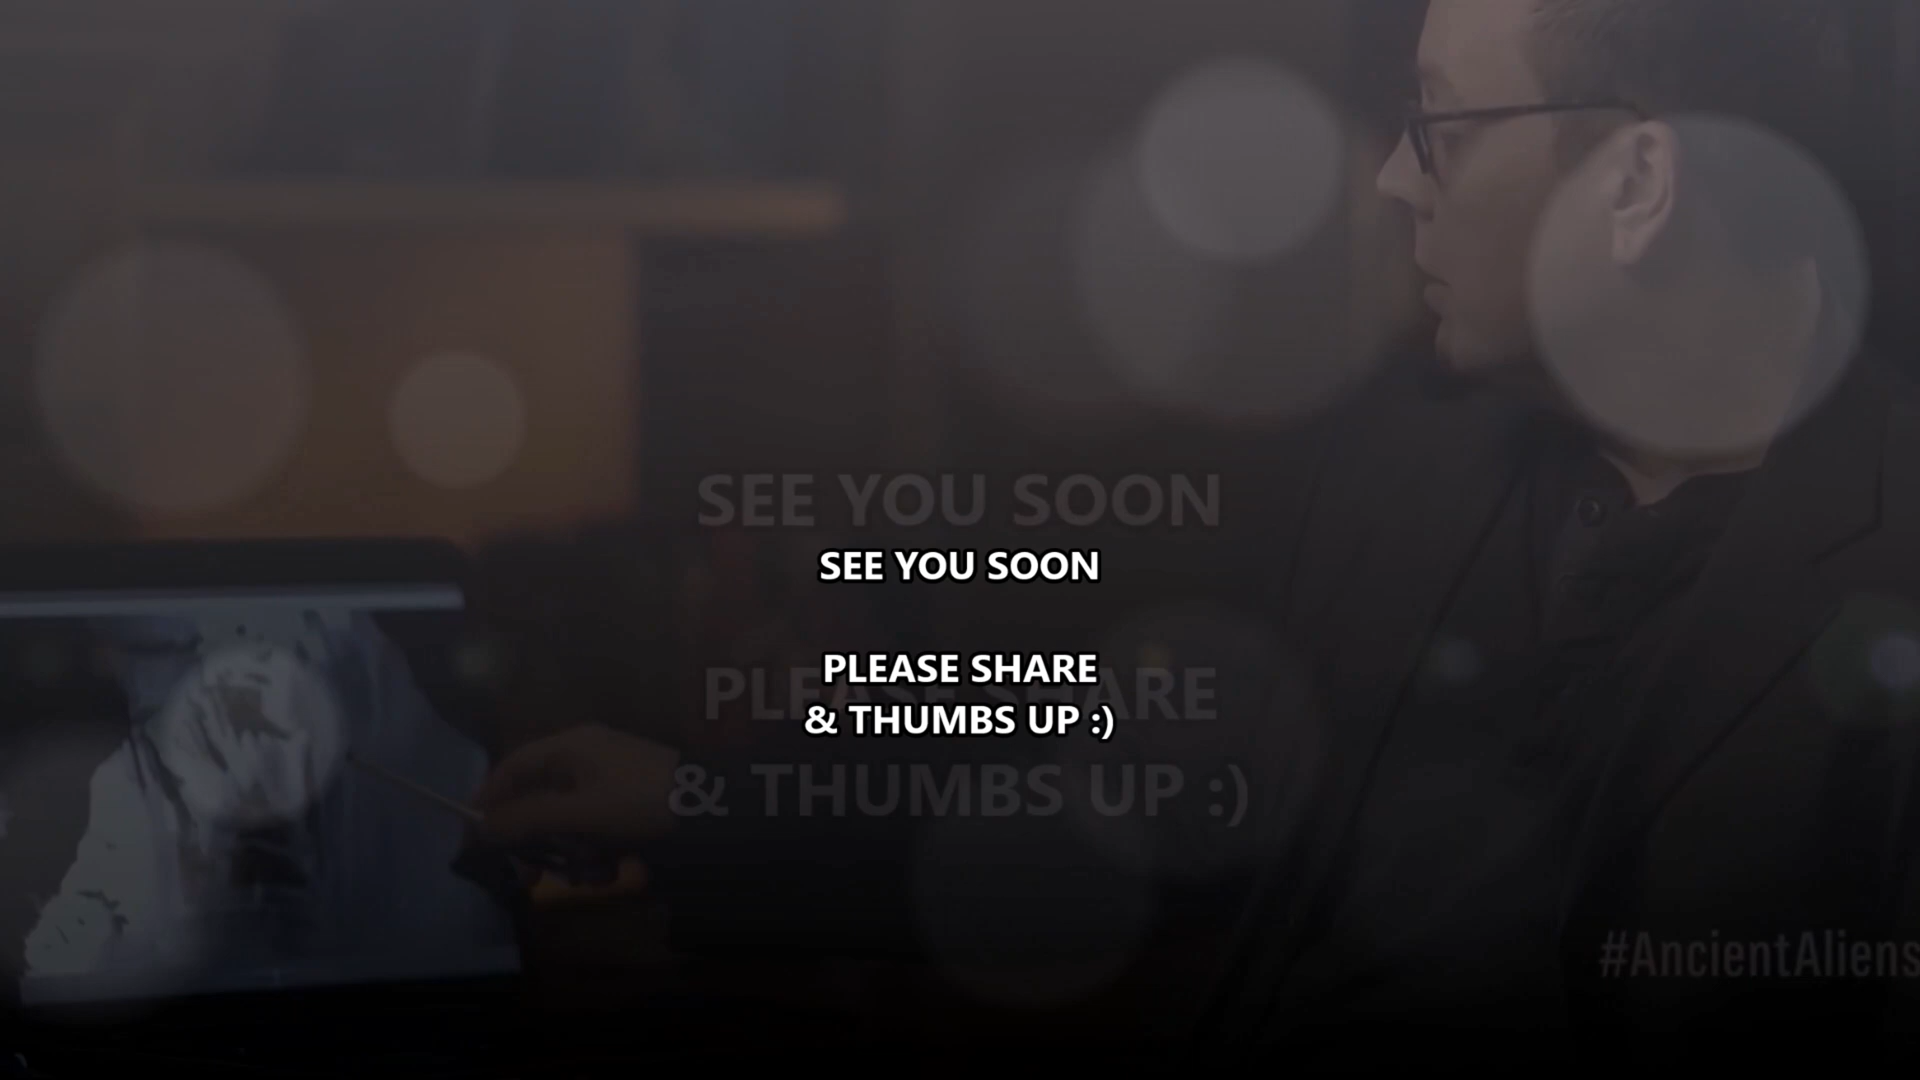 SEE YOU SOON
SEE YOU SOON
PLEASE SHARE
PLEASE SHARE
& THUMBS UP :)
& THUMBS UP :)
#AncientAliens